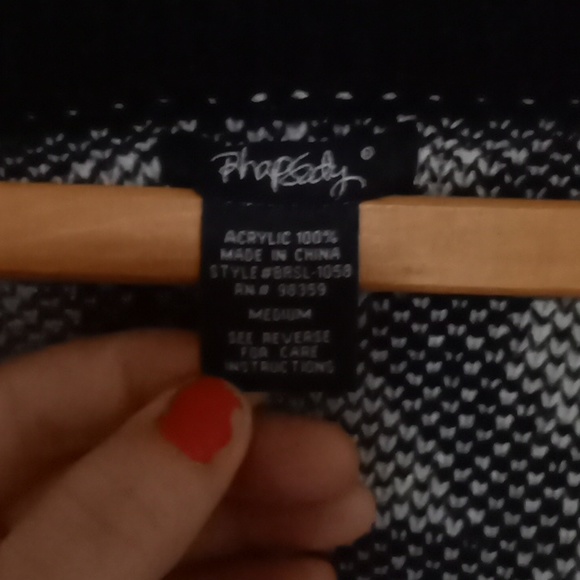 Rhapsody®
ACRYLIC 100%
MADE IN CHINA
STYLE#BRSL-1058
RN# 98359
MEDIUM
SEE REVERSE
FOR CARE
INSTRUCTIONS